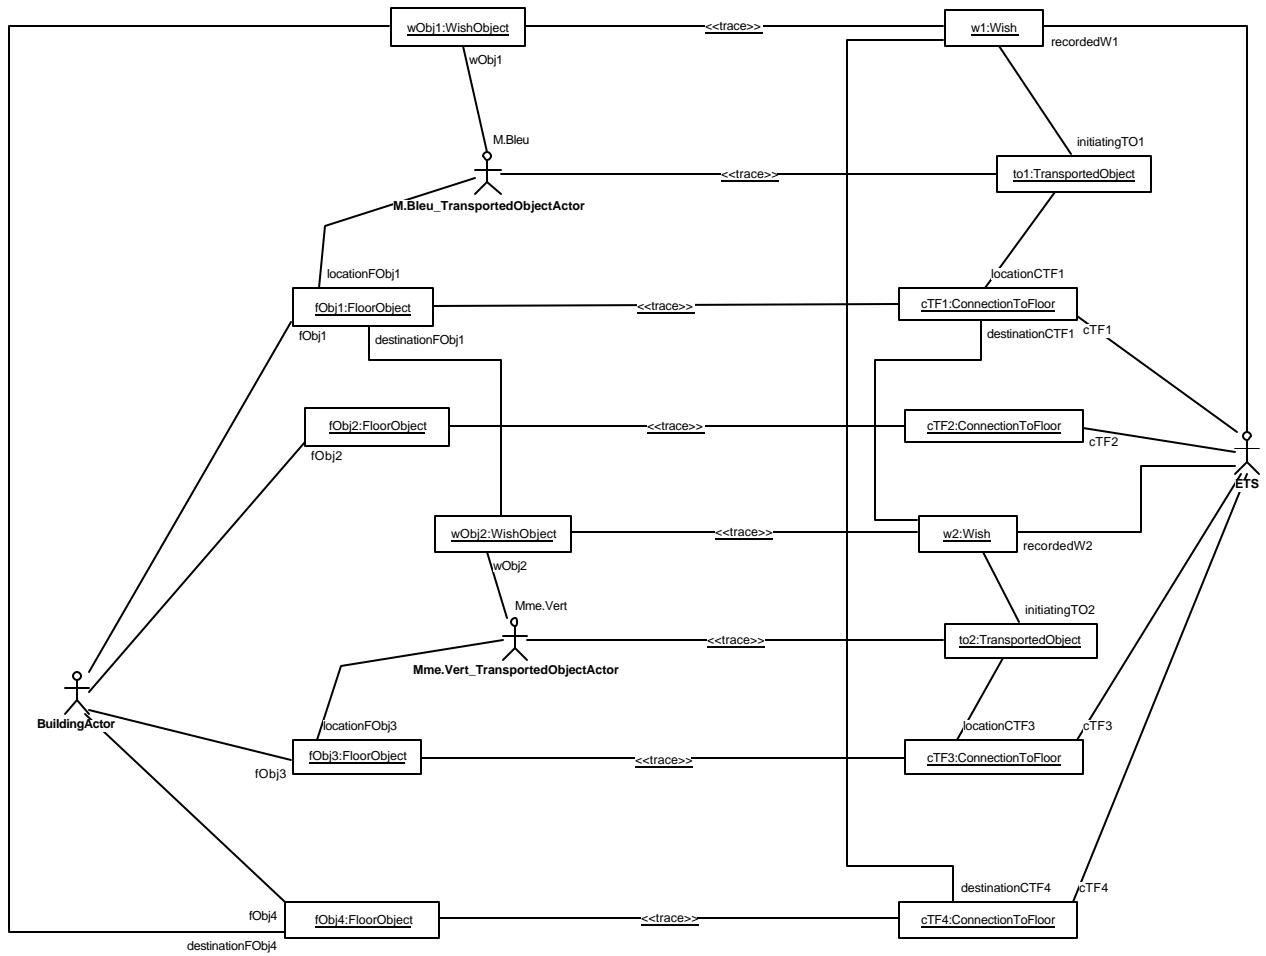 wObj1:WishObject
<<trace>>
w1:Wish
recordedW1
wObj1
M.Bleu
initiatingTO1
<<trace>>
to1:TransportedObject
M.Bleu_TransportedObjectActor
locationFObj1
locationCTF1
fObj1:FloorObject
<<trace>>
cTF1:ConnectionToFloor
fObj1
destinationFObj1
destinationCTF1
cTF1
fObj2:FloorObject
<<trace>>
cTF2:ConnectionToFloor
fObj2
cTF2
ETS
wObj2:WishObject
<<trace>>
w2:Wish
recordedW2
wObj2
Mme.Vert
initiatingTO2
<<trace>>
to2:TransportedObject
Mme.Vert_TransportedObjectActor
BuildingActor
locationFObj3
locationCTF3
cTF3
fObj3:FloorObject
<<trace>>
cTF3:ConnectionToFloor
fObj3
destinationCTF4
cTF4
fObj4
fObj4:FloorObject
<<trace>>
cTF4:ConnectionToFloor
destinationFObj4